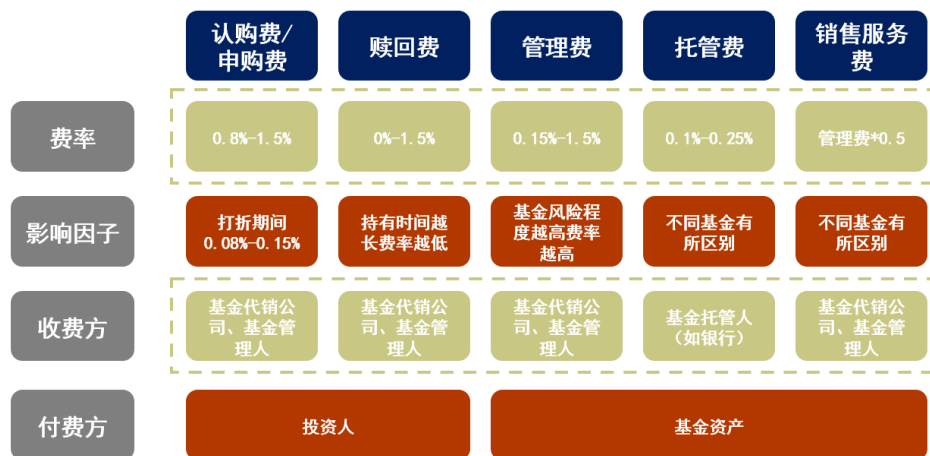 认购费/
申购费
赎回费
管理费
托管费
销售服务
费
费率
0.8%-1.5%
0%-1.5%
0.15%-1.5%
0.1%-0.25%
管理费*0.5
影响因子
打折期间
0.08%-0.15%
持有时间越
长费率越低
基金风险程
度越高费率
越高
不同基金有
所区别
不同基金有
所区别
收费方
基金代销公
司、基金管
理人
基金代销公
司、基金管
理人
基金代销公
司、基金管
理人
基金托管人
（如银行）
基金代销公
司、基金管
理人
付费方
投资人
基金资产